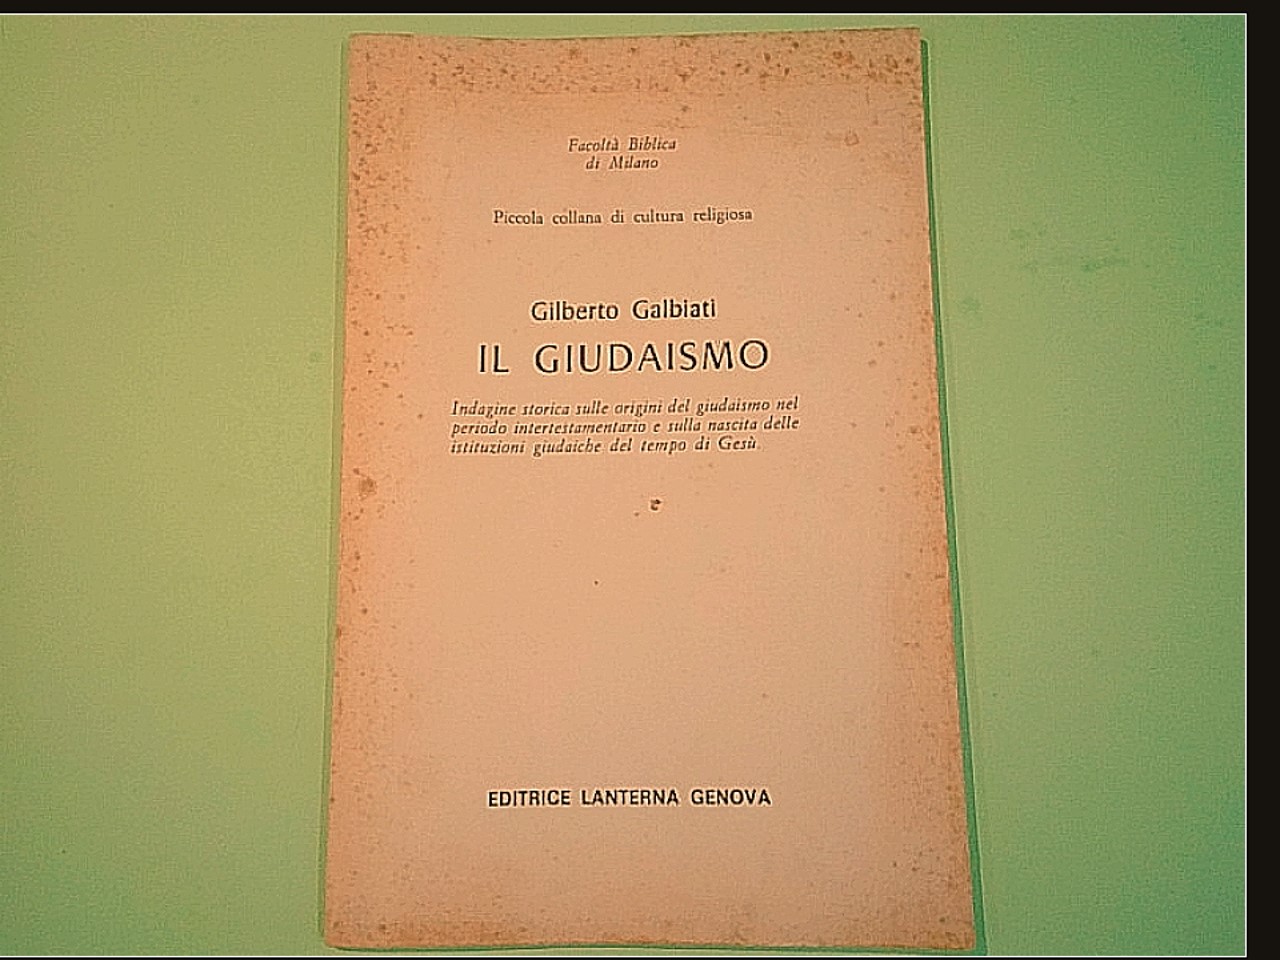 Facoltà Biblica
di Milano
Piccola collana di cultura religiosa
Gilberto Galbiati
IL GIUDAISMO
Indagine storica sulle origini del giudaismo nel
periodo intertestamentario e sulla nascita delle
istituzioni giudaiche del tempo di Gesù.
EDITRICE LANTERNA GENOVA